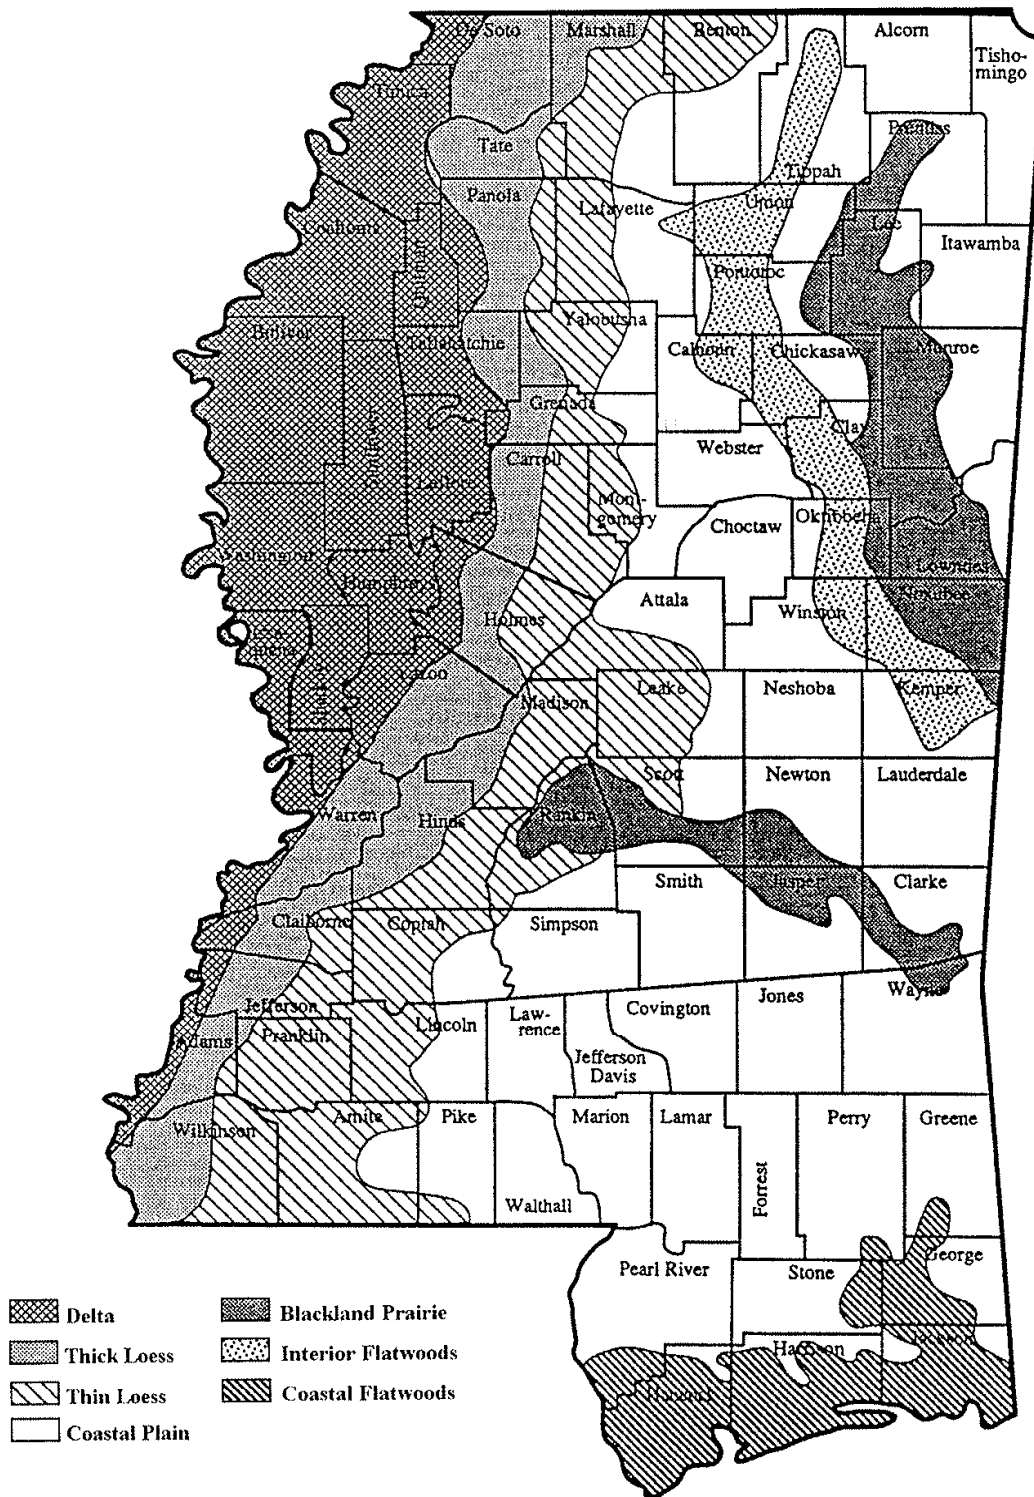 De Soto
Marshall
Benton
Alcorn
Tisho-
mingo
Tunica
Prentiss
Tate
Tippah
Panola
Lafayette
Union
Lee
Itawamba
Coahoma
Quitman
Pontotoc
Bolivar
Tallahatchie
Yalobusha
Calhoun
Chickasaw
Monroe
Grenada
Clay
Webster
Carroll
Leflore
Mont-
gomery
Choctaw
Oktibbeha
Washington
Lowndes
Humphreys
Attala
Winston
Noxubee
Holmes
Yazoo
Madison
Leake
Neshoba
Kemper
Scott
Newton
Lauderdale
Warren
Hinds
Rankin
Smith
Jasper
Clarke
Claiborne
Copiah
Simpson
Jefferson
Lincoln
Law-
rence
Covington
Jones
Wayne
Adams
Franklin
Jefferson
Davis
Wilkinson
Amite
Pike
Marion
Lamar
Perry
Greene
Forrest
Walthall
Pearl River
Stone
George
Harrison
Jackson
Hancock
Delta
Blackland Prairie
Thick Loess
Interior Flatwoods
Thin Loess
Coastal Flatwoods
Coastal Plain